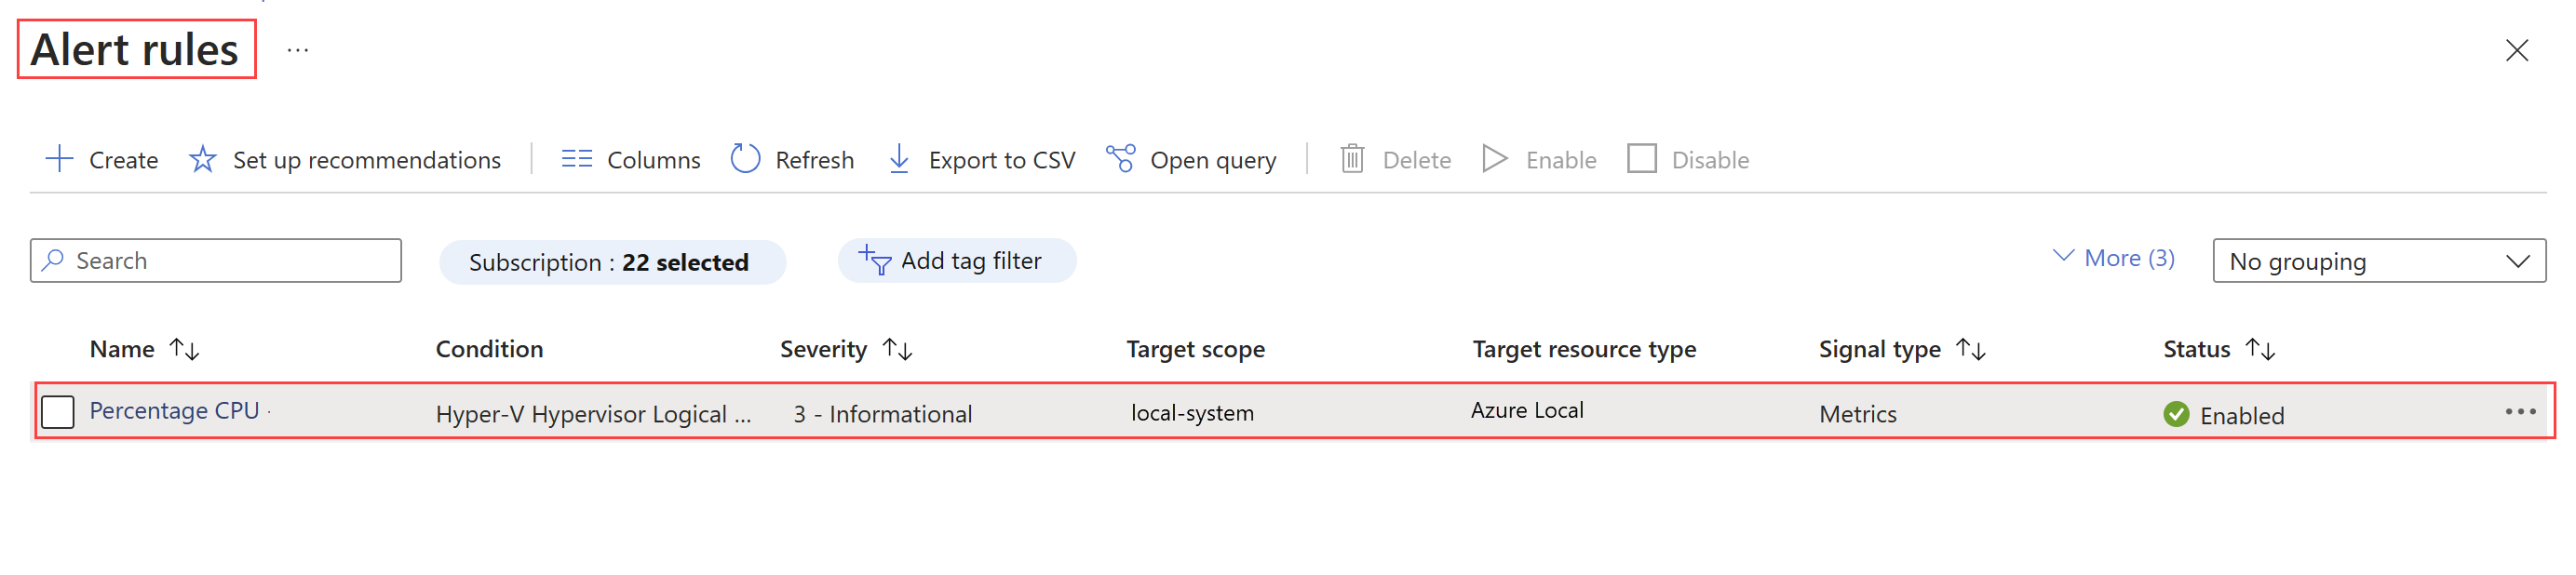 Alert rules ...
Create Set up recommendations Columns Refresh Export to CSV Open query Delete Enable Disable
Search Subscription : 22 selected Add tag filter More (3) No grouping
Name Condition Severity Target scope Target resource type Signal type Status
Percentage CPU Hyper-V Hypervisor Logical ... 3 - Informational local-system Azure Local Metrics Enabled ...